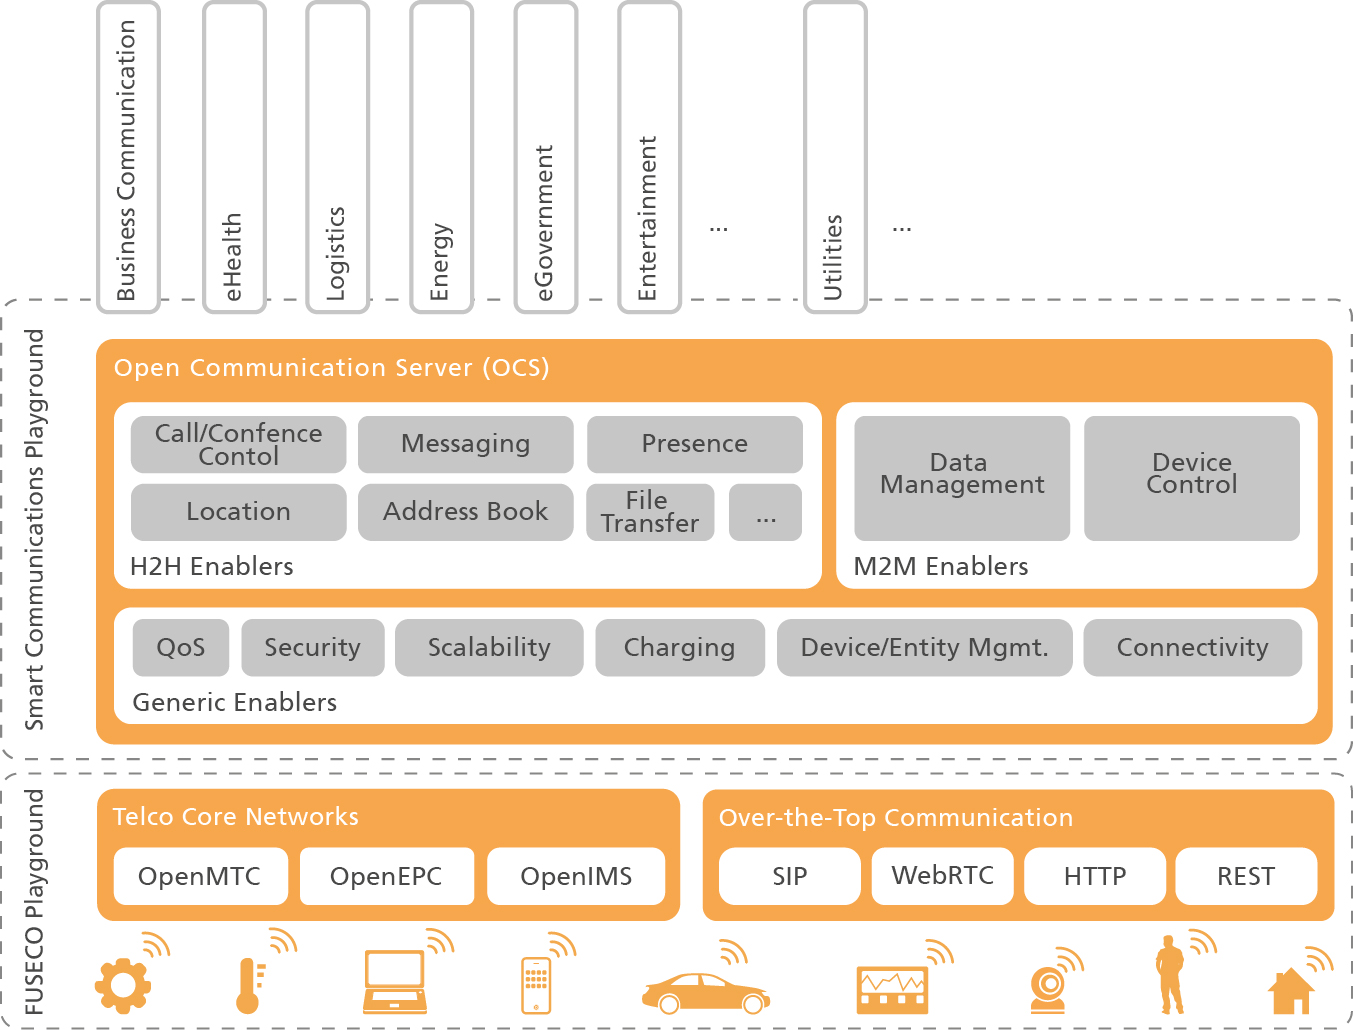 Business Communication
eHealth
Logistics
Energy
eGovernment
Entertainment
...
Utilities
...
Smart Communications Playground
Open Communication Server (OCS)
Call/Confence
Contol
Messaging
Presence
Location
Address Book
File
Transfer
...
H2H Enablers
Data
Management
Device
Control
M2M Enablers
QoS
Security
Scalability
Charging
Device/Entity Mgmt.
Connectivity
Generic Enablers
FUSECO Playground
Telco Core Networks
OpenMTC
OpenEPC
OpenIMS
Over-the-Top Communication
SIP
WebRTC
HTTP
REST